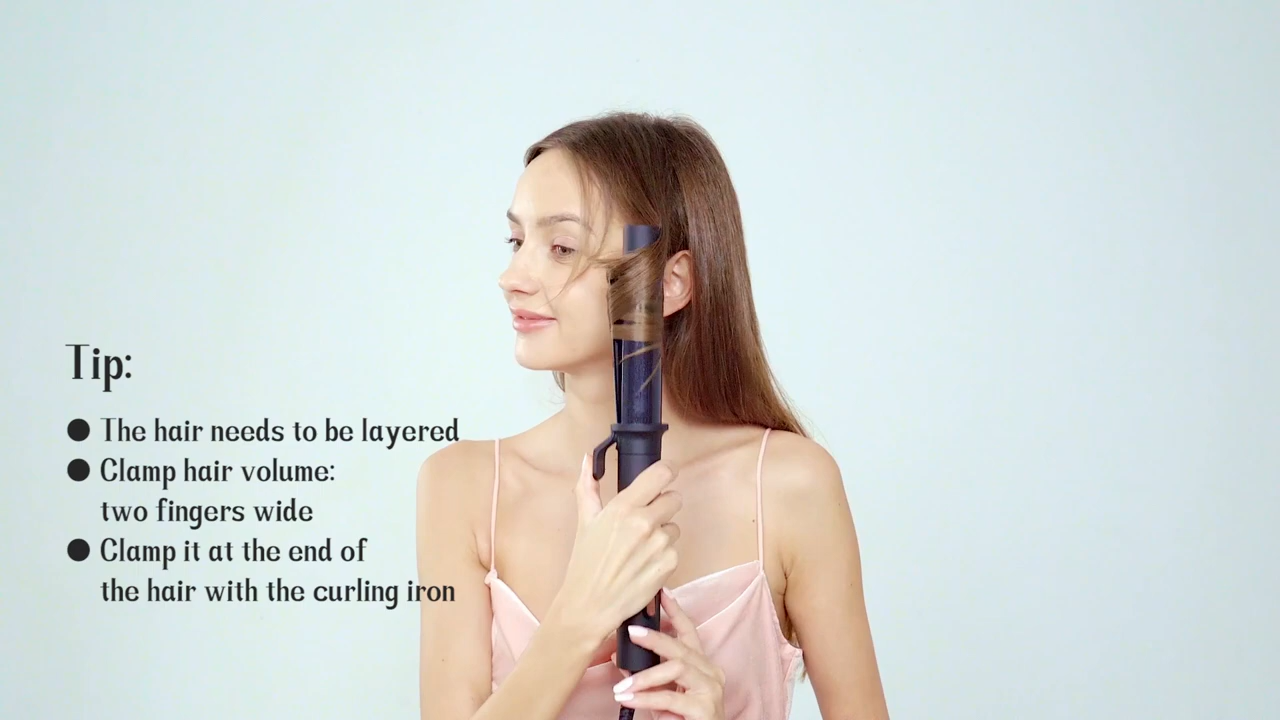 Tip:
● The hair needs to be layered
● Clamp hair volume:
two fingers wide
● Clamp it at the end of
the hair with the curling iron